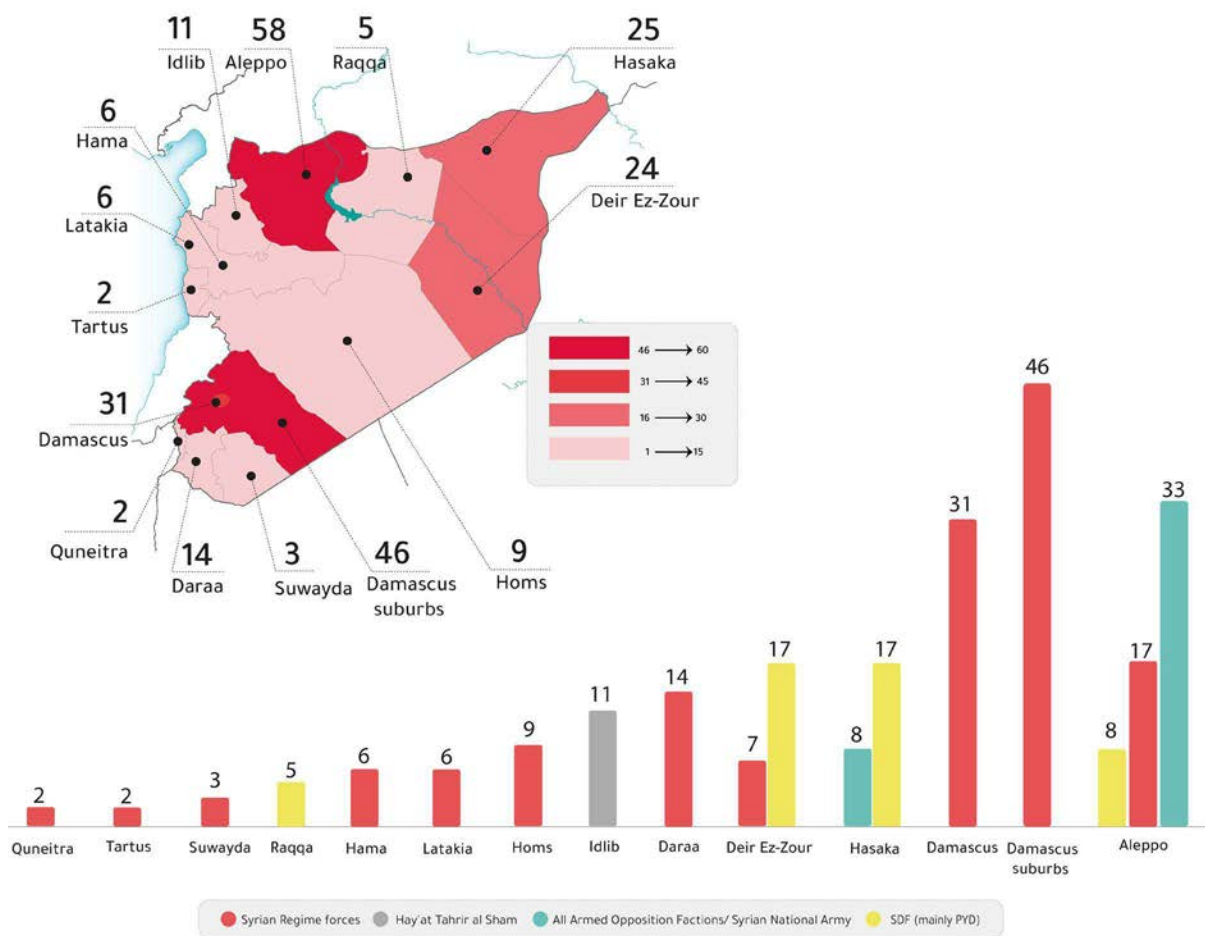 11
Idlib
58
Aleppo
5
Raqqa
25
Hasaka
6
Hama
24
Deir Ez-Zour
6
Latakia
2
Tartus
46 → 60
31 → 45
16 → 30
1 → 15
31
Damascus
2
Quneitra
14
Daraa
3
Suwayda
46
Damascus
suburbs
9
Homs
2
2
3
5
6
6
9
11
14
7
17
8
17
31
46
8
17
33
Quneitra
Tartus
Suwayda
Raqqa
Hama
Latakia
Homs
Idlib
Daraa
Deir Ez-Zour
Hasaka
Damascus
Damascus
suburbs
Aleppo
Syrian Regime forces
Hay'at Tahrir al Sham
All Armed Opposition Factions/ Syrian National Army
SDF (mainly PYD)